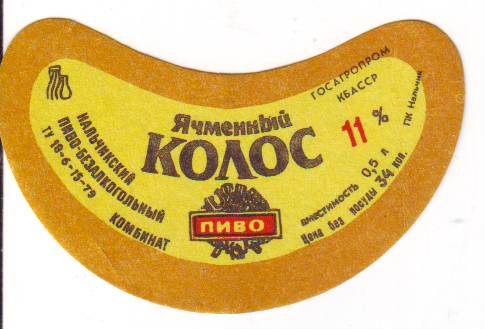 НАЛЬЧИКСКИЙ
ПИВО-БЕЗАЛКОГОЛЬНЫЙ
КОМБИНАТ
ТУ 18-6-15-79
Ячменный
КОЛОС
ПИВО
ГОСАГРОПРОМ
КБАССР
11 %
ПК Нальчик
Вместимость 0,5 л
Цена без посуды 34 коп.